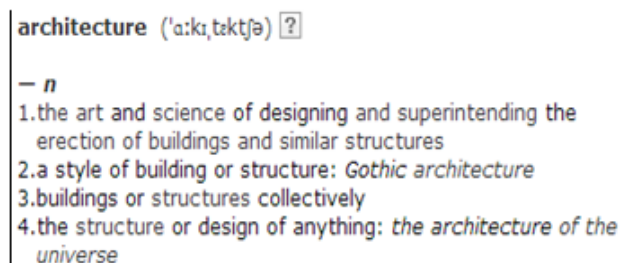 architecture ('ɑːkɪˌtɛktʃə) ?
– n
1.the art and science of designing and superintending the
erection of buildings and similar structures
2.a style of building or structure: Gothic architecture
3.buildings or structures collectively
4.the structure or design of anything: the architecture of the
universe